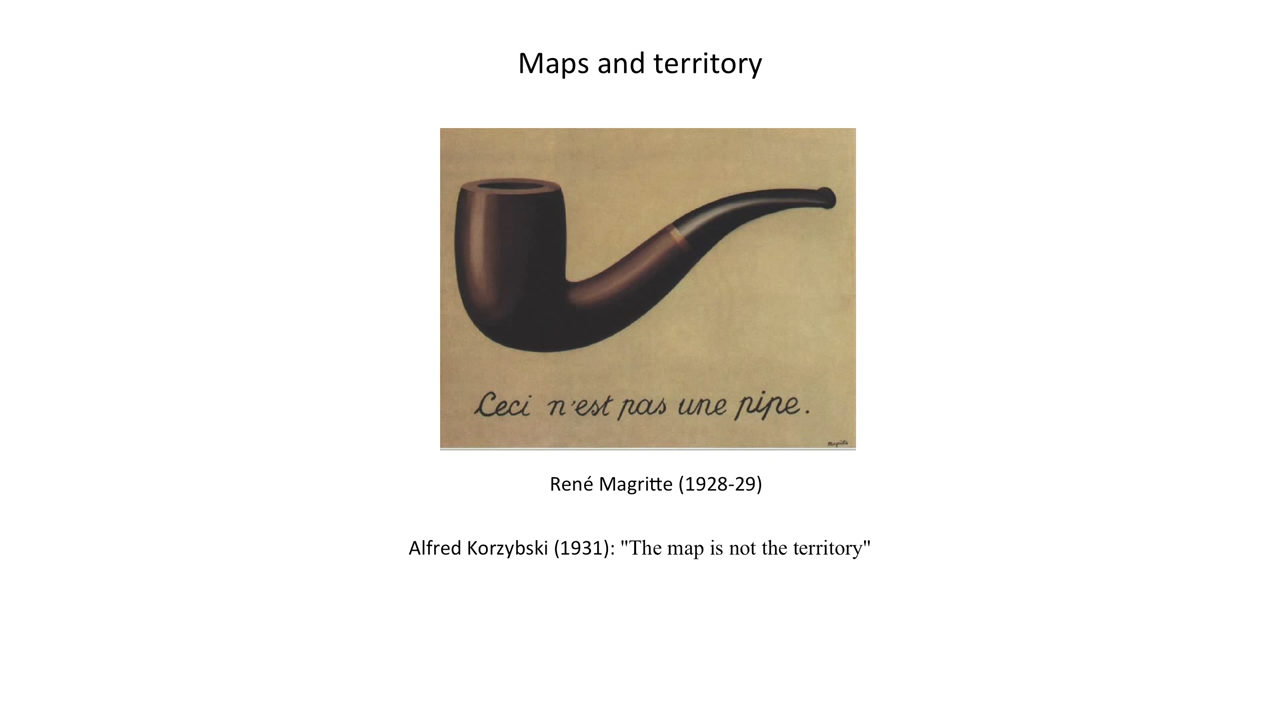 Maps and territory
Ceci n'est pas une pipe.
Magritte
René Magritte (1928-29)
Alfred Korzybski (1931): "The map is not the territory"